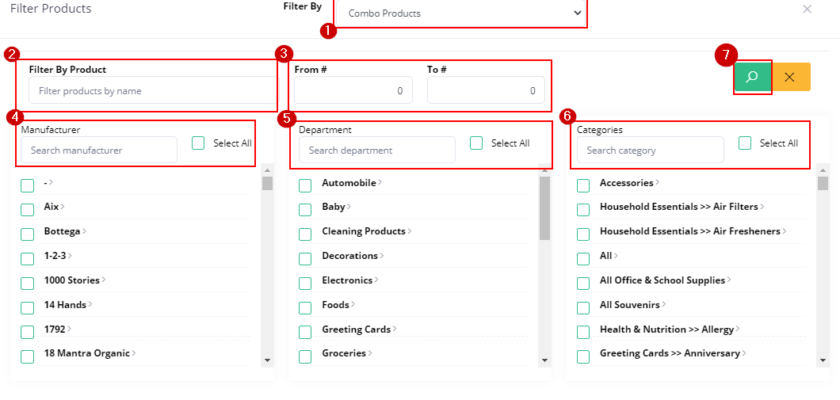 Filter Products
Filter By
Combo Products
1
2
3
7
Filter By Product
From #
To #
Filter products by name
0
0
4
5
6
Manufacturer
Search manufacturer
Select All
Department
Search department
Select All
Categories
Search category
Select All
- >
Aix >
Bottega >
1-2-3 >
1000 Stories >
14 Hands >
1792 >
18 Mantra Organic >
Automobile >
Baby >
Cleaning Products >
Decorations >
Electronics >
Foods >
Greeting Cards >
Groceries >
Accessories >
Household Essentials >> Air Filters >
Household Essentials >> Air Fresheners >
All >
All Office & School Supplies >
All Souvenirs >
Health & Nutrition >> Allergy >
Greeting Cards >> Anniversary >